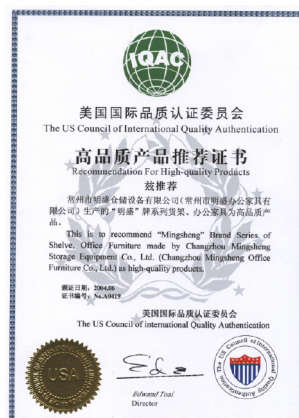 IQAC
美国国际品质认证委员会
The US Council of International Quality Authentication
高品质产品推荐证书
Recommendation For High-quality Products
兹推荐
常州市明盛仓储设备有限公司(常州市明盛办公家具有
限公司)生产的“明盛”牌系列货架、办公家具为高品质产
品。
This is to recommend "Mingsheng" Brand Series of
Shelve, Office Furniture made by Changzhou Mingsheng
Storage Equipment Co., Ltd. (Changzhou Mingsheng Office
Furniture Co., Ltd.) as high-quality products.
颁证日期：2004.06
证书编号：No.A0419
美国国际品质认证委员会
The US Council of international Quality Authentication
USA
Edward Tsai
Director
The US Council of International Quality Authentication